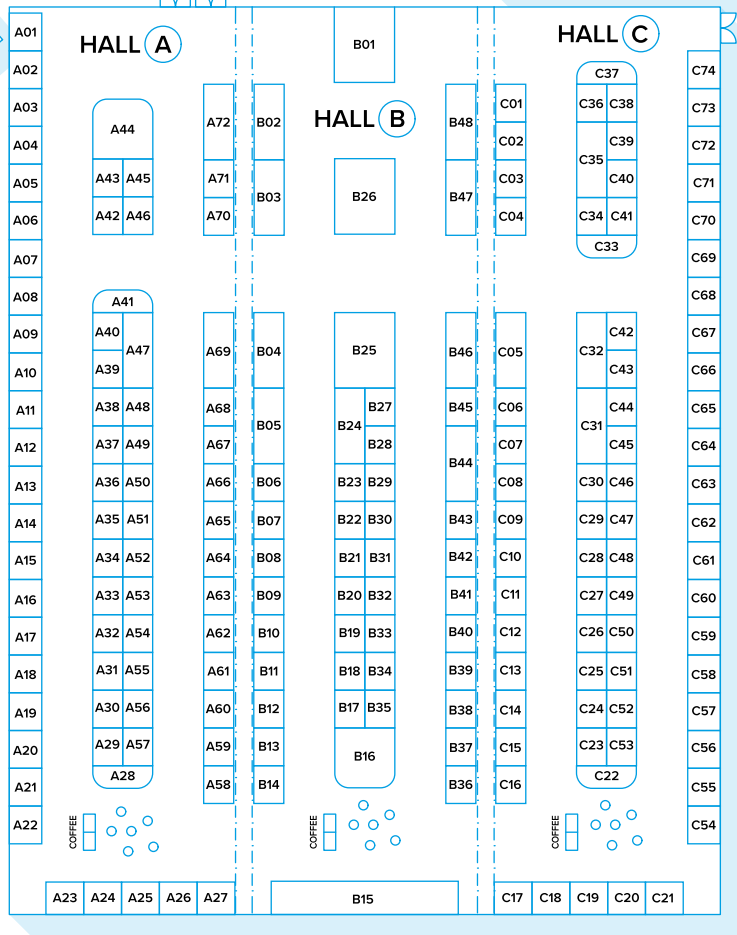 HALL A
A01
A02
A03
A04
A05
A06
A07
A08
A09
A10
A11
A12
A13
A14
A15
A16
A17
A18
A19
A20
A21
A22
A44
A43 A45
A42 A46
A41
A40
A47
A39
A38 A48
A37 A49
A36 A50
A35 A51
A34 A52
A33 A53
A32 A54
A31 A55
A30 A56
A29 A57
A28
A72
A71
A70
A69
A68
A67
A66
A65
A64
A63
A62
A61
A60
A59
A58
COFFEE
A23 A24 A25 A26 A27
HALL B
B01
B02
B03
B04
B05
B06
B07
B08
B09
B10
B11
B12
B13
B14
B26
B25
B24
B27
B28
B23 B29
B22 B30
B21 B31
B20 B32
B19 B33
B18 B34
B17 B35
B16
B48
B47
B46
B45
B44
B43
B42
B41
B40
B39
B38
B37
B36
COFFEE
B15
HALL C
C01
C02
C03
C04
C05
C06
C07
C08
C09
C10
C11
C12
C13
C14
C15
C16
C37
C36 C38
C39
C35
C40
C34 C41
C33
C42
C32
C43
C44
C31
C45
C30 C46
C29 C47
C28 C48
C27 C49
C26 C50
C25 C51
C24 C52
C23 C53
C22
C74
C73
C72
C71
C70
C69
C68
C67
C66
C65
C64
C63
C62
C61
C60
C59
C58
C57
C56
C55
C54
COFFEE
C17 C18 C19 C20 C21